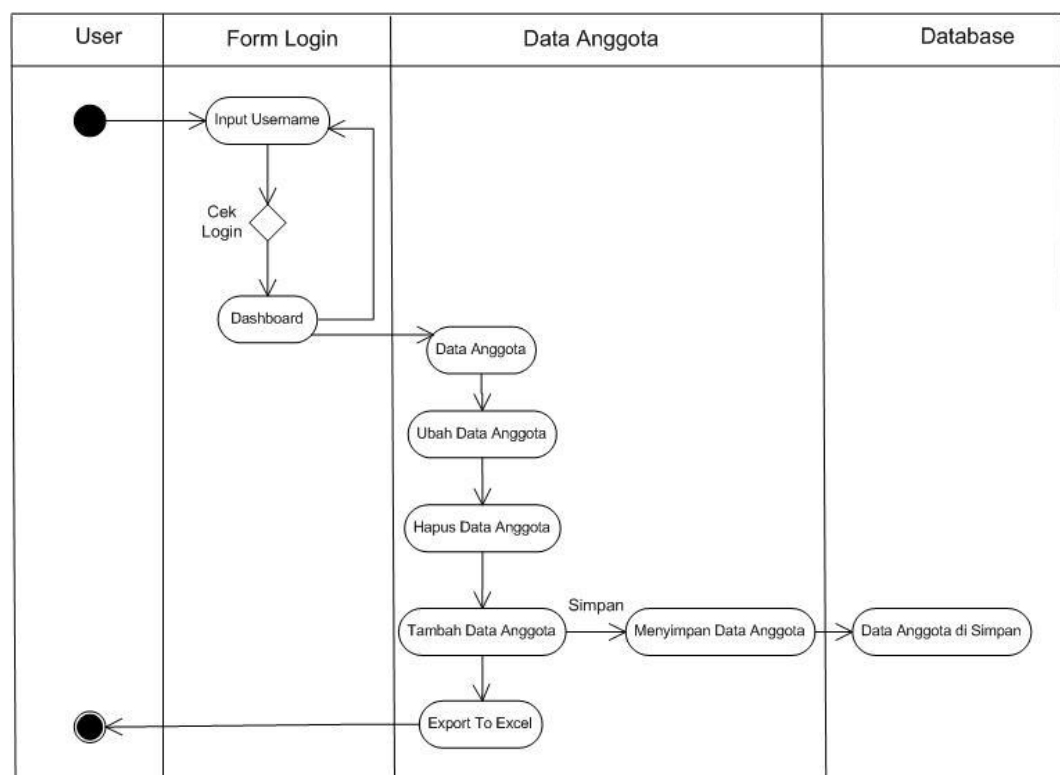 User
Form Login
Data Anggota
Database
Input Username
Cek
Login
Dashboard
Data Anggota
Ubah Data Anggota
Hapus Data Anggota
Tambah Data Anggota
Simpan
Menyimpan Data Anggota
Data Anggota di Simpan
Export To Excel